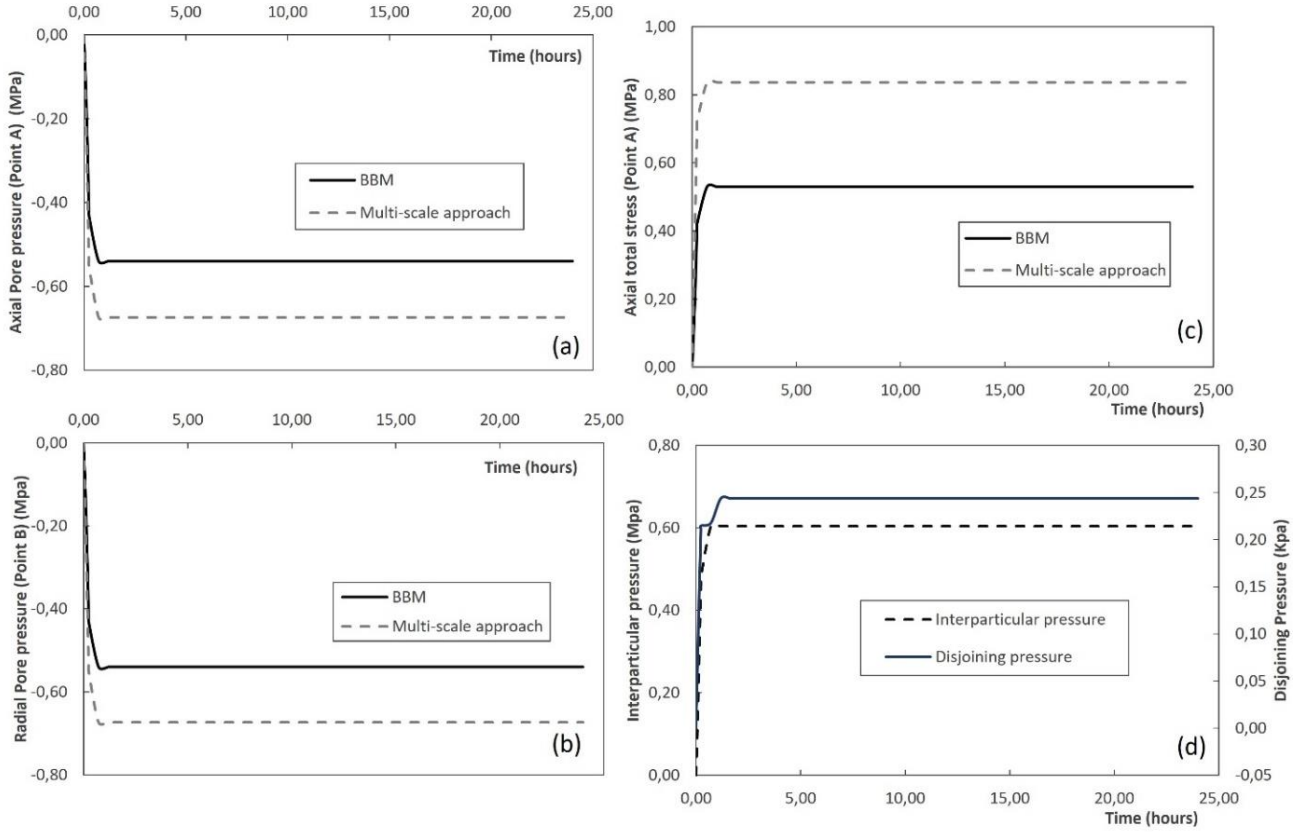 0,00 5,00 10,00 15,00 20,00 25,00
0,00
-0,20
-0,40
-0,60
-0,80
Axial Pore pressure (Point A) (MPa)
Time (hours)
BBM
Multi-scale approach
(a)
1,00
0,80
0,60
0,40
0,20
0,00
Axial total stress (Point A) (MPa)
BBM
Multi-scale approach
(c)
0,00 5,00 10,00 15,00 20,00 25,00
Time (hours)
0,00 5,00 10,00 15,00 20,00 25,00
0,00
-0,20
-0,40
-0,60
-0,80
Radial Pore pressure (Point B) (Mpa)
Time (hours)
BBM
Multi-scale approach
(b)
0,80
0,60
0,40
0,20
0,00
Interparticular pressure (Mpa)
Interparticular pressure
Disjoining pressure
0,30
0,25
0,20
0,15
0,10
0,05
0,00
-0,05
Disjoining Pressure (Kpa)
(d)
0,00 5,00 10,00 15,00 20,00 25,00
Time (hours)